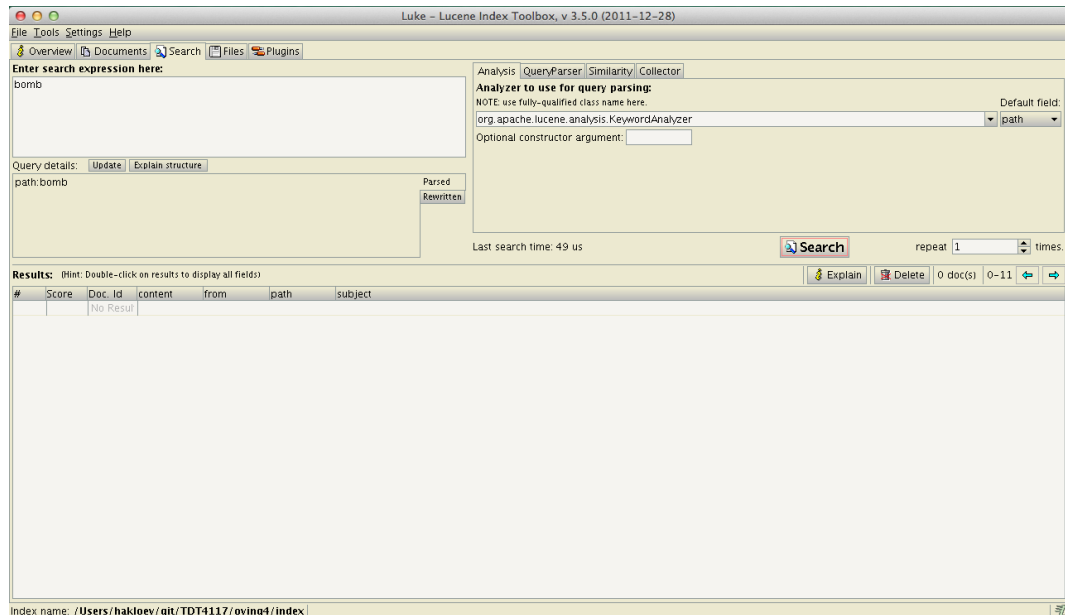 Luke - Lucene Index Toolbox, v 3.5.0 (2011-12-28)
File Tools Settings Help
Overview Documents Search Files Plugins
Enter search expression here:
bomb
Analysis QueryParser Similarity Collector
Analyzer to use for query parsing:
NOTE: use fully-qualified class name here.
Default field:
org.apache.lucene.analysis.KeywordAnalyzer
path
Optional constructor argument:
Query details: Update Explain structure
path:bomb
Parsed
Rewritten
Last search time: 49 us
Search
repeat 1 times.
Results: (Hint: Double-click on results to display all fields)
Explain Delete 0 doc(s) 0-11
# Score Doc. Id content from path subject
No Resul
Index name: /Users/hakloev/git/TDT4117/oving4/index